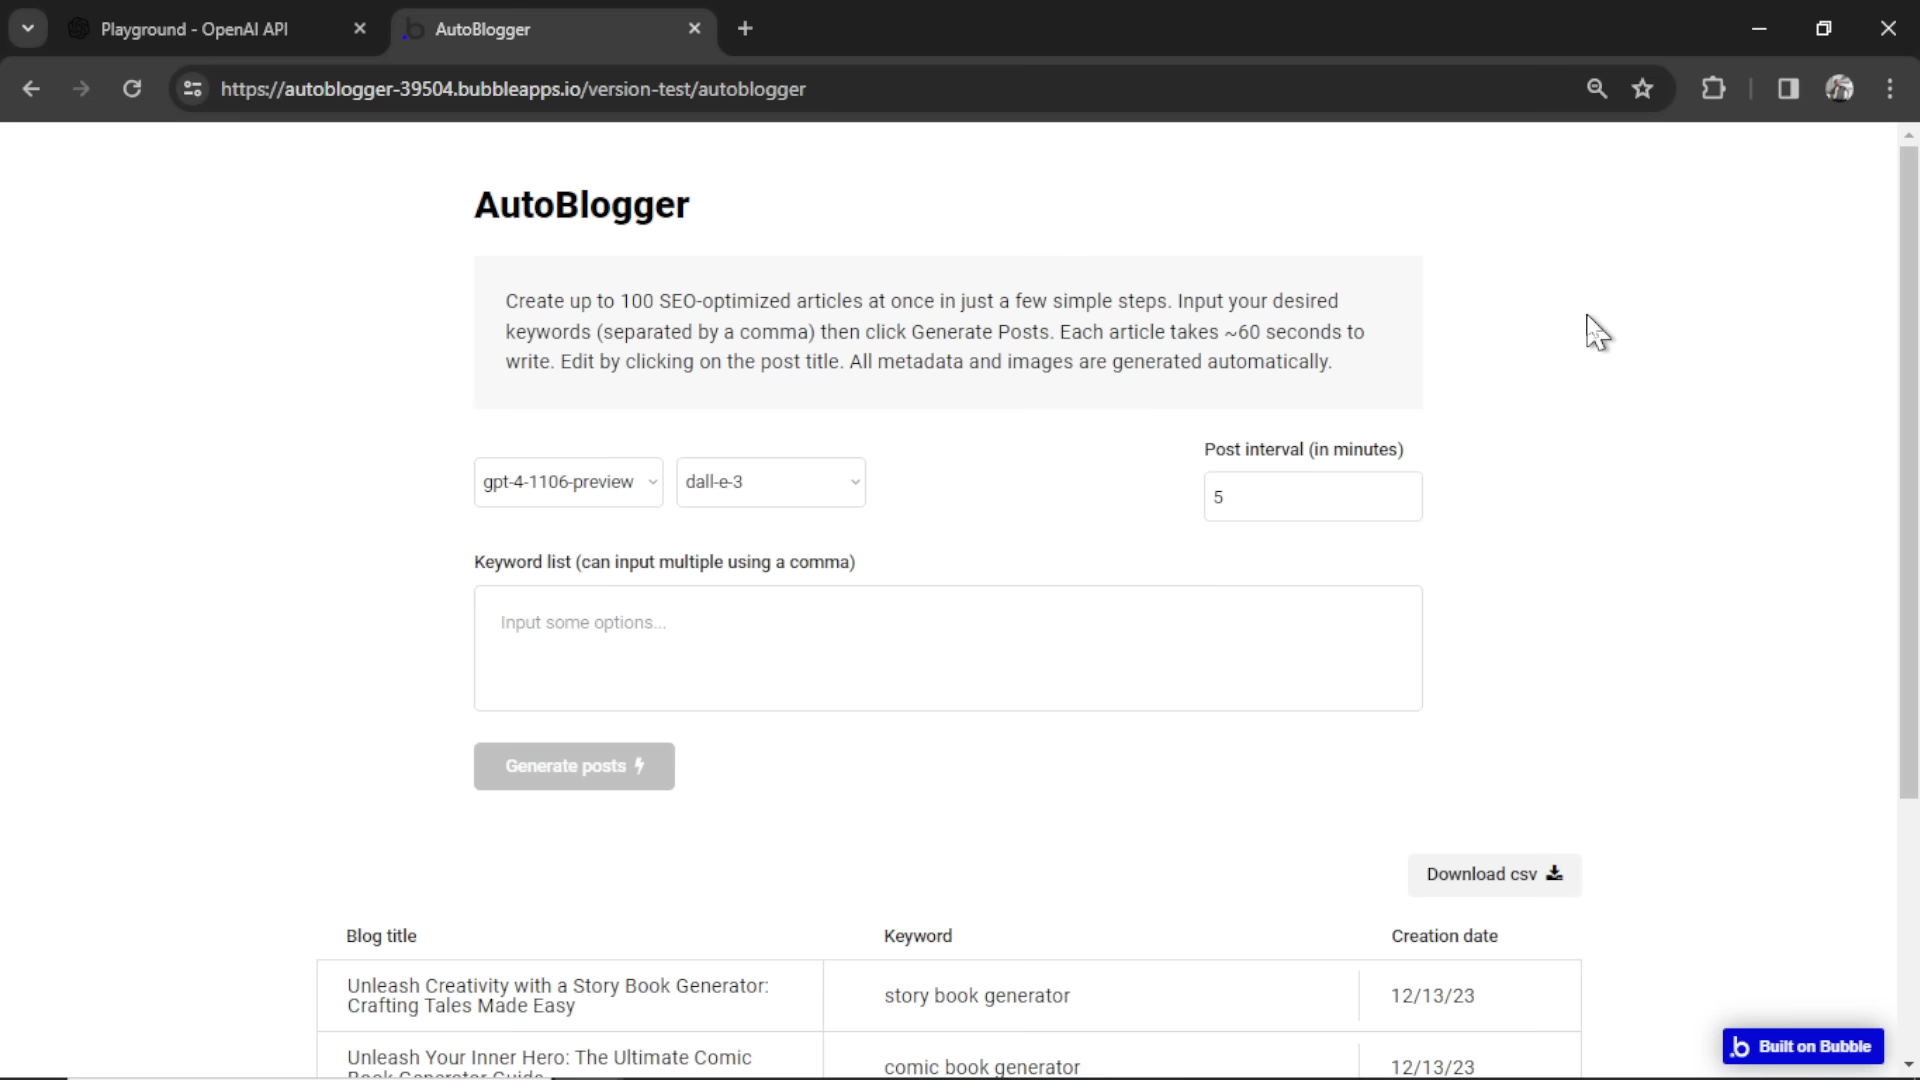 Playground - OpenAI API
AutoBlogger
https://autoblogger-39504.bubbleapps.io/version-test/autoblogger
AutoBlogger
Create up to 100 SEO-optimized articles at once in just a few simple steps. Input your desired
keywords (separated by a comma) then click Generate Posts. Each article takes ~60 seconds to
write. Edit by clicking on the post title. All metadata and images are generated automatically.
Post interval (in minutes)
gpt-4-1106-preview
dall-e-3
5
Keyword list (can input multiple using a comma)
Input some options...
Generate posts
Download csv
Blog title
Keyword
Creation date
Unleash Creativity with a Story Book Generator:
Crafting Tales Made Easy
story book generator
12/13/23
Unleash Your Inner Hero: The Ultimate Comic
Book Generator Guide
comic book generator
12/13/23
Built on Bubble